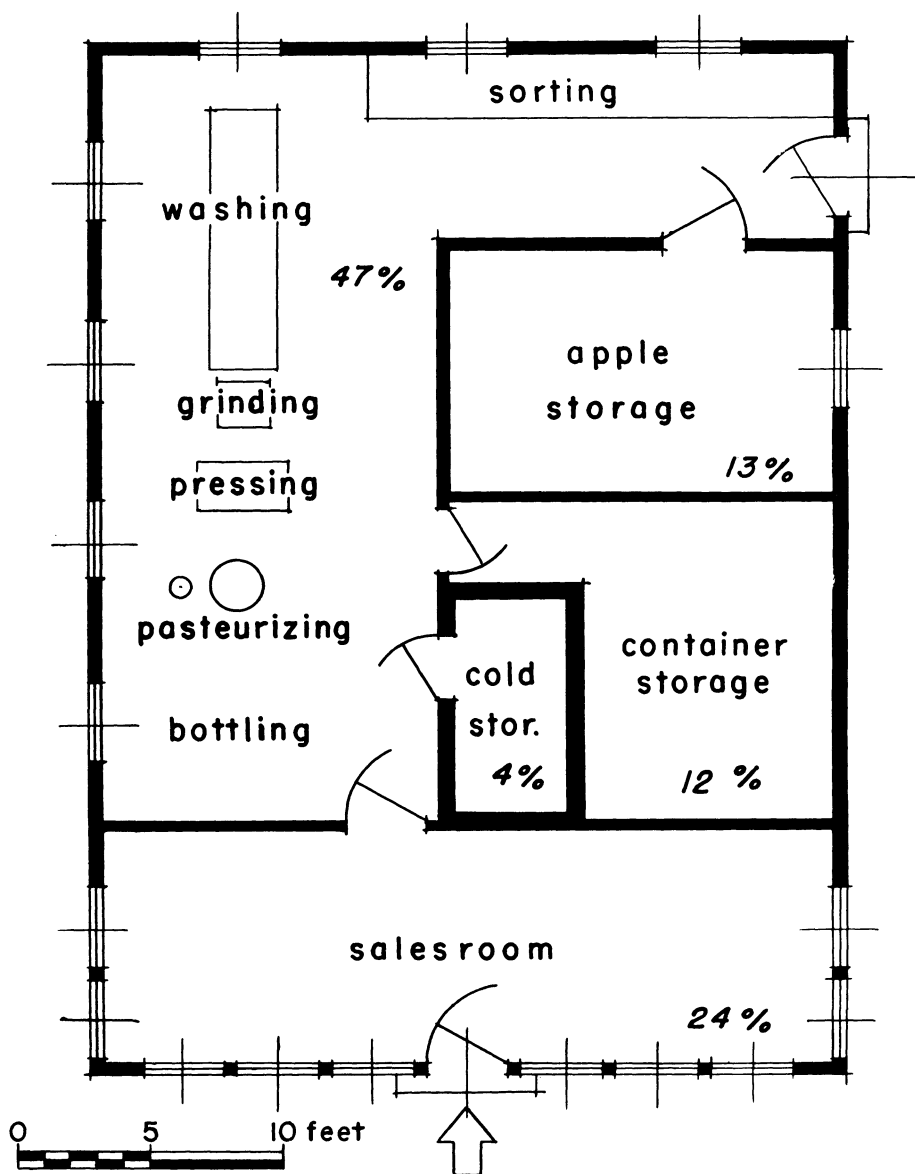 sorting
washing
47%
apple
storage
grinding
13%
pressing
pasteurizing
container
storage
cold
stor.
bottling
4%
12 %
salesroom
24%
0 5 10 feet